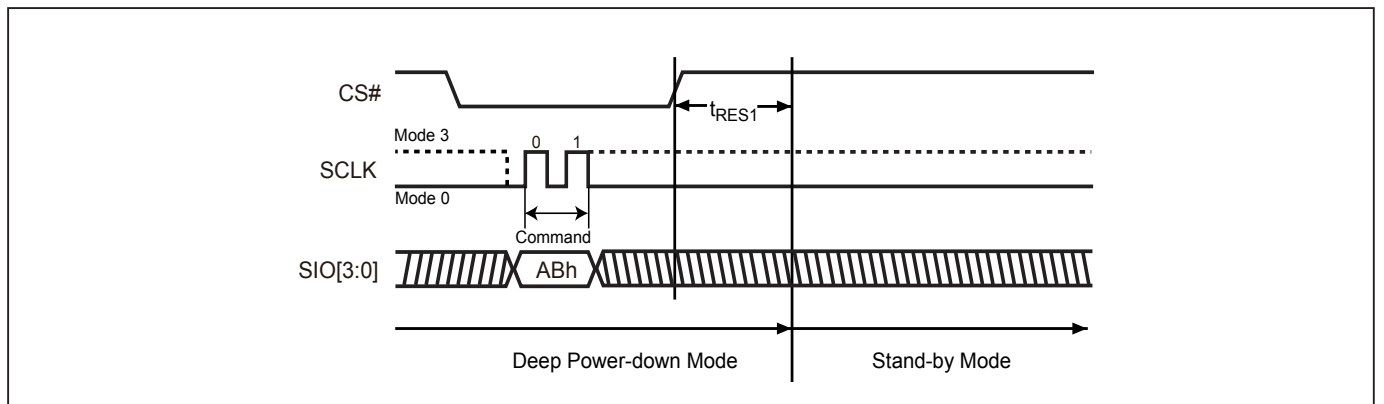 CS#
tRES1
Mode 3
0 1
SCLK
Mode 0
Command
SIO[3:0]
ABh
Deep Power-down Mode
Stand-by Mode